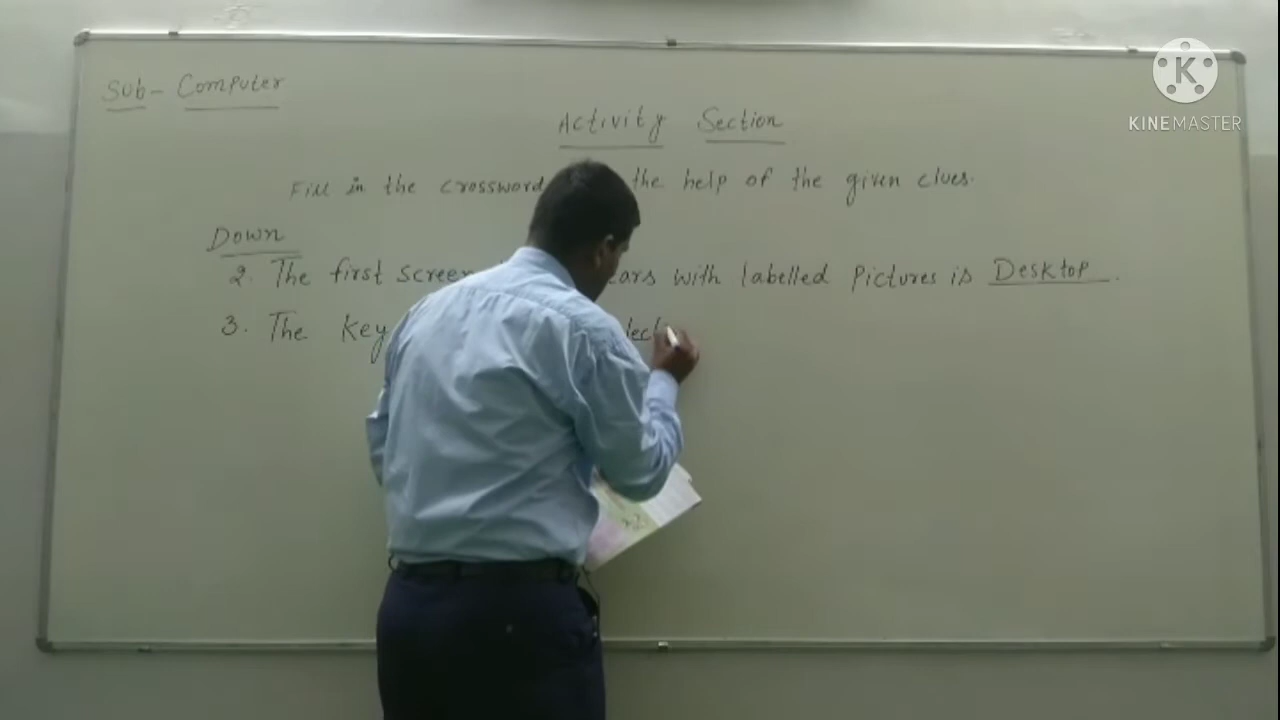 Sub- Computer
Activity Section
Fill in the crossword the help of the given clues.
Down
2. The first screen with labelled Pictures is Desktop.
3. The Key
K
KINEMASTER